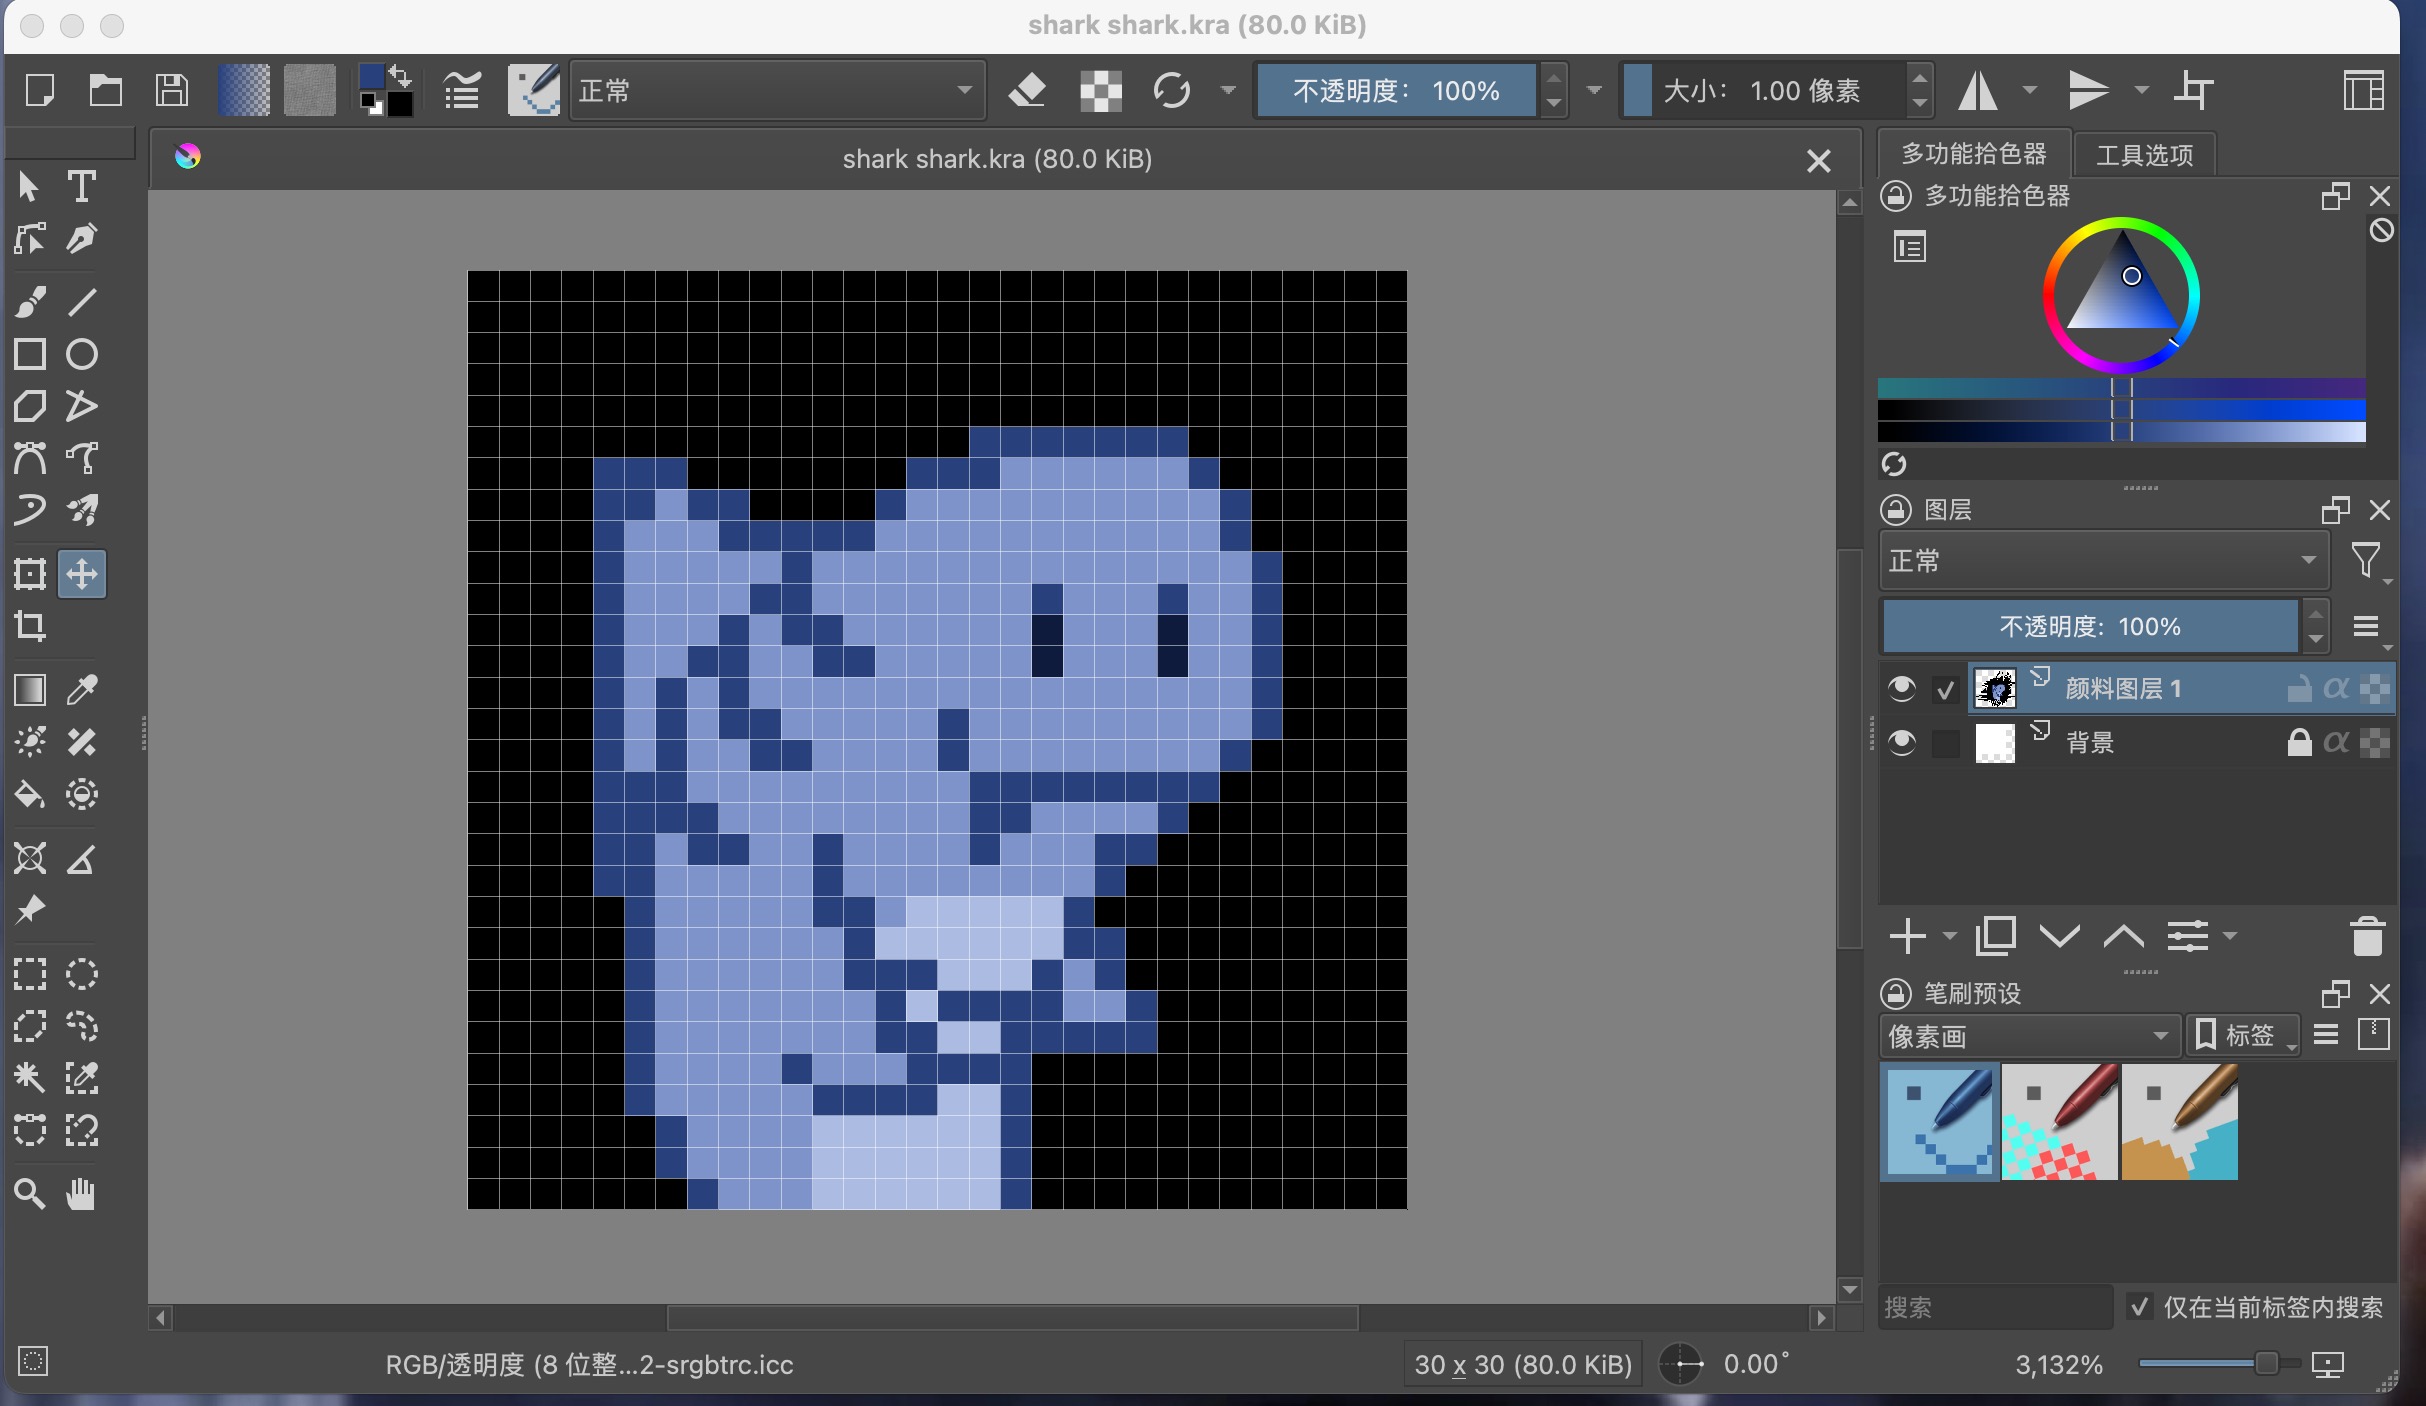 shark shark.kra (80.0 KiB)
正常
不透明度： 100%
大小： 1.00 像素
shark shark.kra (80.0 KiB)
多功能拾色器
工具选项
多功能拾色器
图层
正常
不透明度: 100%
颜料图层 1
背景
笔刷预设
像素画
标签
搜索
仅在当前标签内搜索
RGB/透明度 (8 位整...2-srgbtrc.icc
30 x 30 (80.0 KiB)
0.00°
3,132%